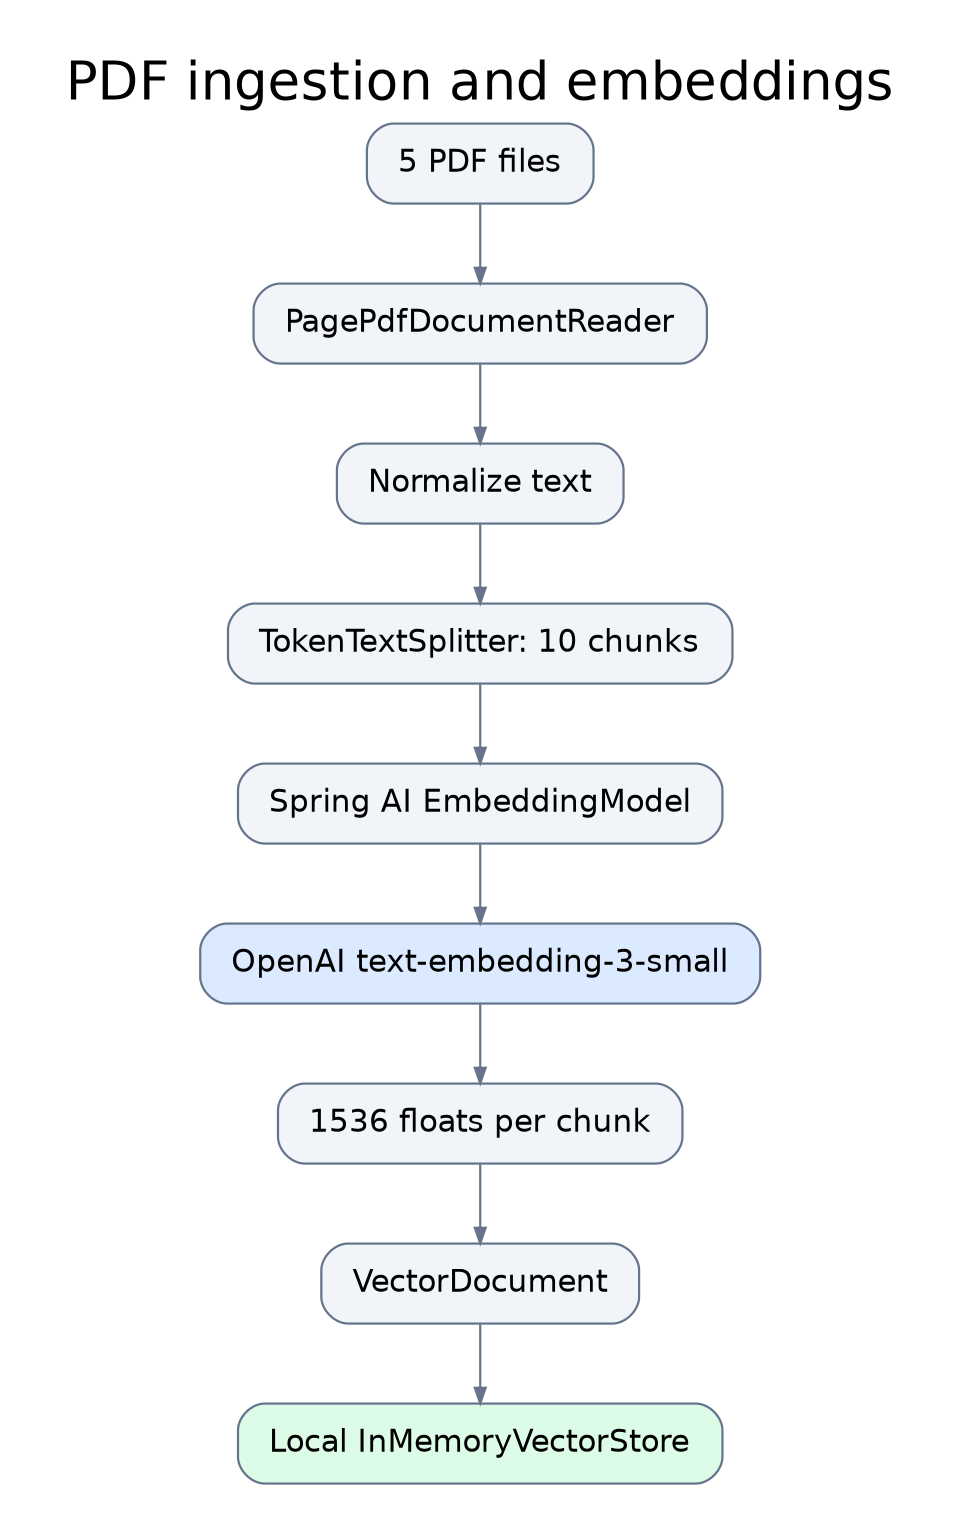 PDF ingestion and embeddings
5 PDF files
PagePdfDocumentReader
Normalize text
TokenTextSplitter: 10 chunks
Spring AI EmbeddingModel
OpenAI text-embedding-3-small
1536 floats per chunk
VectorDocument
Local InMemoryVectorStore